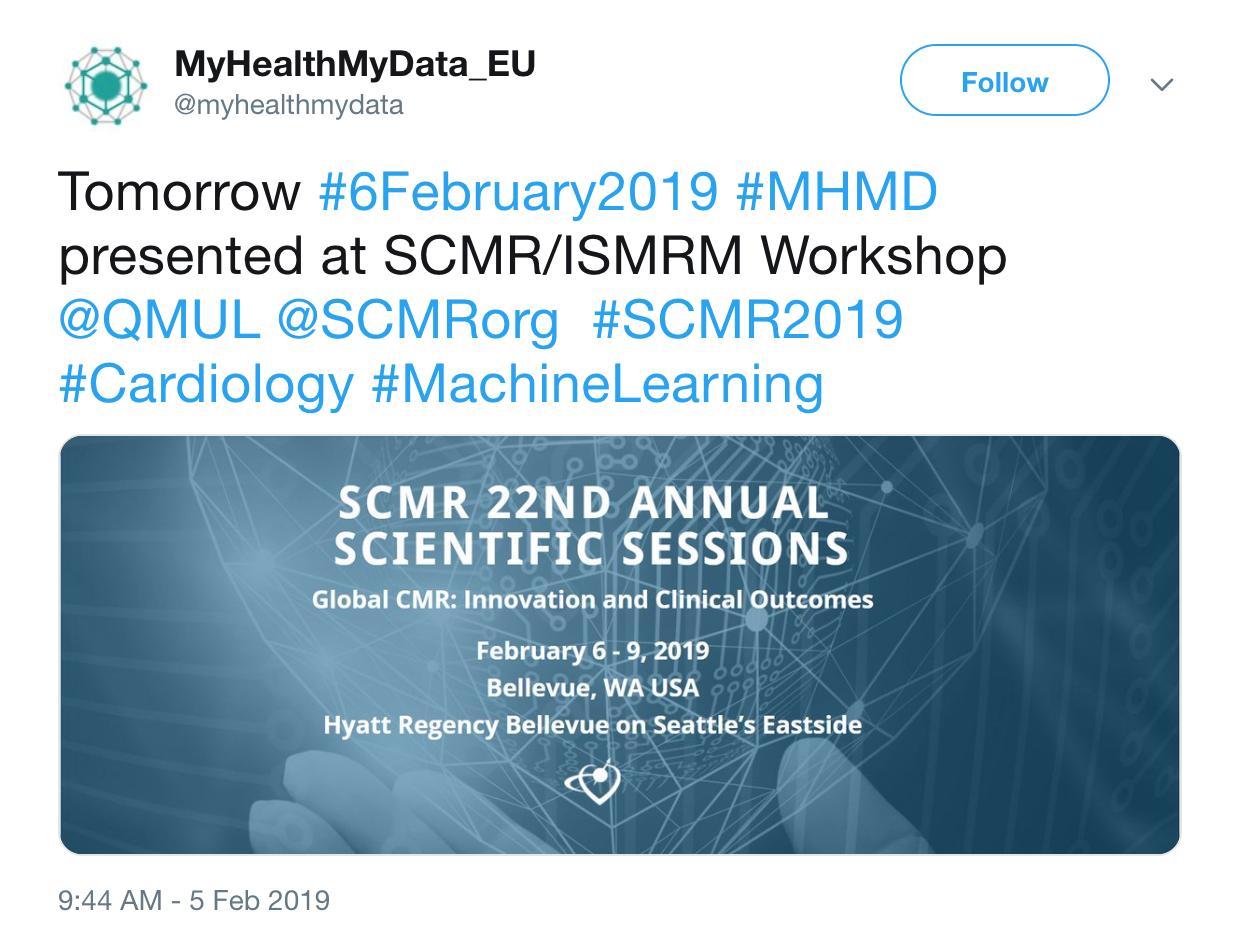 MyHealthMyData_EU
@myhealthmydata
Follow
Tomorrow #6February2019 #MHMD
presented at SCMR/ISMRM Workshop
@QMUL @SCMRorg #SCMR2019
#Cardiology #MachineLearning
SCMR 22ND ANNUAL
SCIENTIFIC SESSIONS
Global CMR: Innovation and Clinical Outcomes
February 6 - 9, 2019
Bellevue, WA USA
Hyatt Regency Bellevue on Seattle's Eastside
9:44 AM - 5 Feb 2019